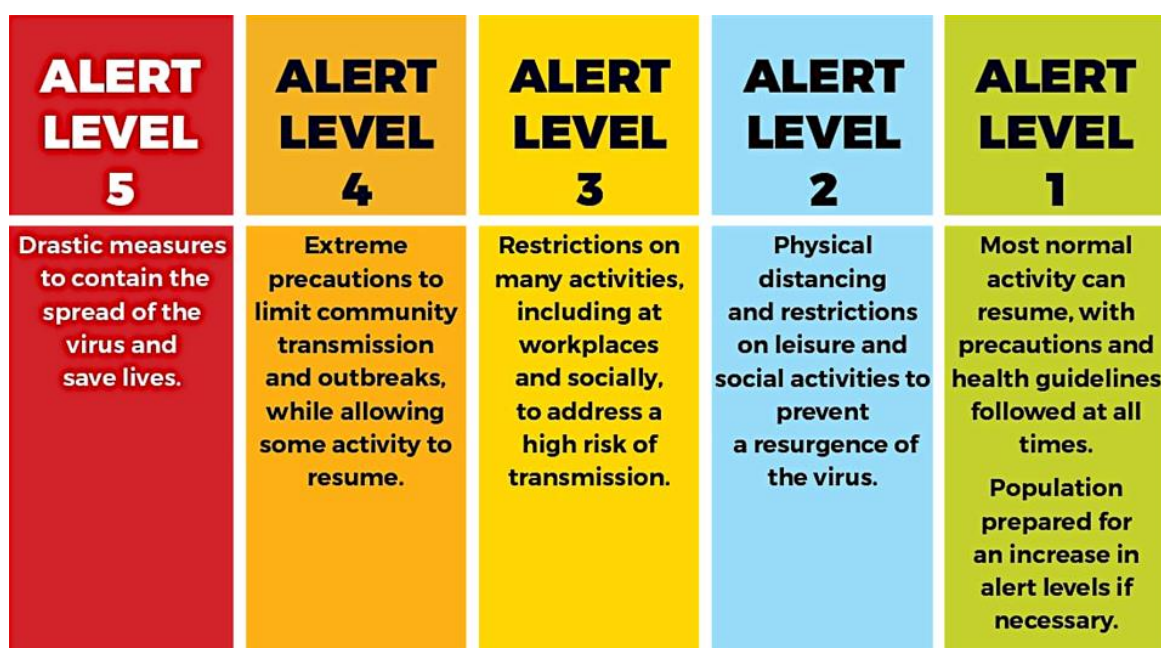 ALERT
LEVEL
5
Drastic measures
to contain the
spread of the
virus and
save lives.
ALERT
LEVEL
4
Extreme
precautions to
limit community
transmission
and outbreaks,
while allowing
some activity to
resume.
ALERT
LEVEL
3
Restrictions on
many activities,
including at
workplaces
and socially,
to address a
high risk of
transmission.
ALERT
LEVEL
2
Physical
distancing
and restrictions
on leisure and
social activities to
prevent
a resurgence of
the virus.
ALERT
LEVEL
1
Most normal
activity can
resume, with
precautions and
health guidelines
followed at all
times.
Population
prepared for
an increase in
alert levels if
necessary.